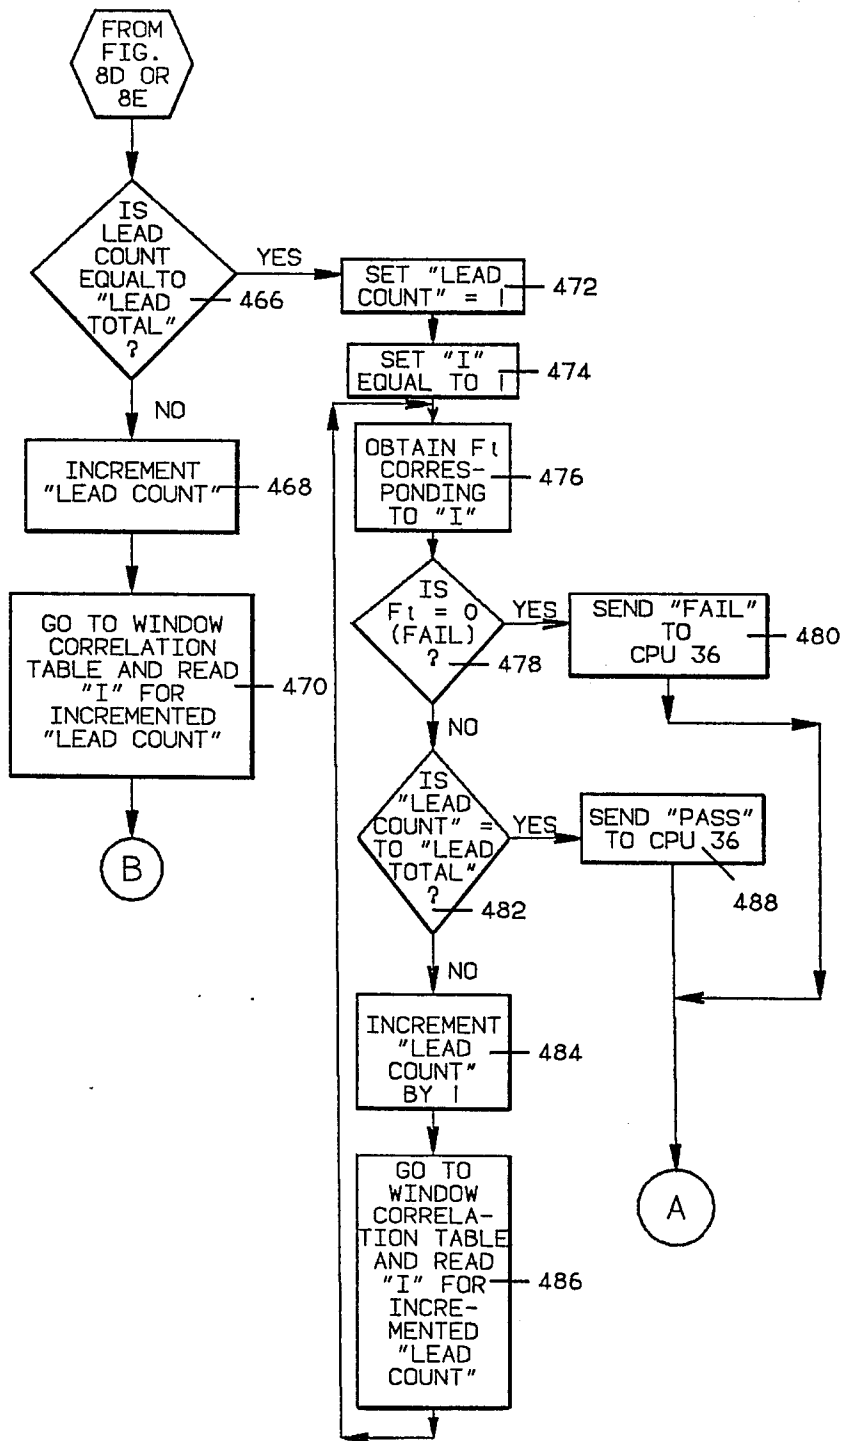 FROM
FIG.
8D OR
8E
IS
LEAD
COUNT
EQUALTO
"LEAD
TOTAL"
?
466
YES
NO
INCREMENT
"LEAD COUNT"
468
GO TO WINDOW
CORRELATION
TABLE AND READ
"I" FOR
INCREMENTED
"LEAD COUNT"
470
B
SET "LEAD
COUNT" = 1
472
SET "I"
EQUAL TO 1
474
OBTAIN Fι
CORRES-
PONDING
TO "I"
476
IS
Fι = 0
(FAIL)
?
478
YES
SEND "FAIL"
TO
CPU 36
480
NO
IS
"LEAD
COUNT" =
TO "LEAD
TOTAL"
?
482
YES
SEND "PASS"
TO CPU 36
488
NO
INCREMENT
"LEAD
COUNT"
BY 1
484
GO TO
WINDOW
CORRELA-
TION TABLE
AND READ
"I" FOR
INCRE-
MENTED
"LEAD
COUNT"
486
A